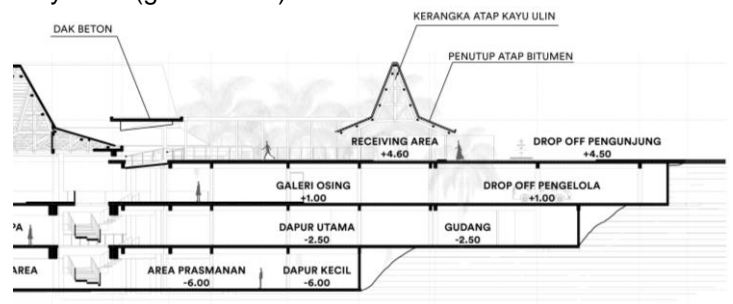 KERANGKA ATAP KAYU ULIN
DAK BETON
PENUTUP ATAP BITUMEN
RECEIVING AREA
+4.60
DROP OFF PENGUNJUNG
+4.50
GALERI OSING
+1.00
DROP OFF PENGELOLA
+1.00
PA
DAPUR UTAMA
-2.50
GUDANG
-2.50
AREA
AREA PRASMANAN
-6.00
DAPUR KECIL
-6.00